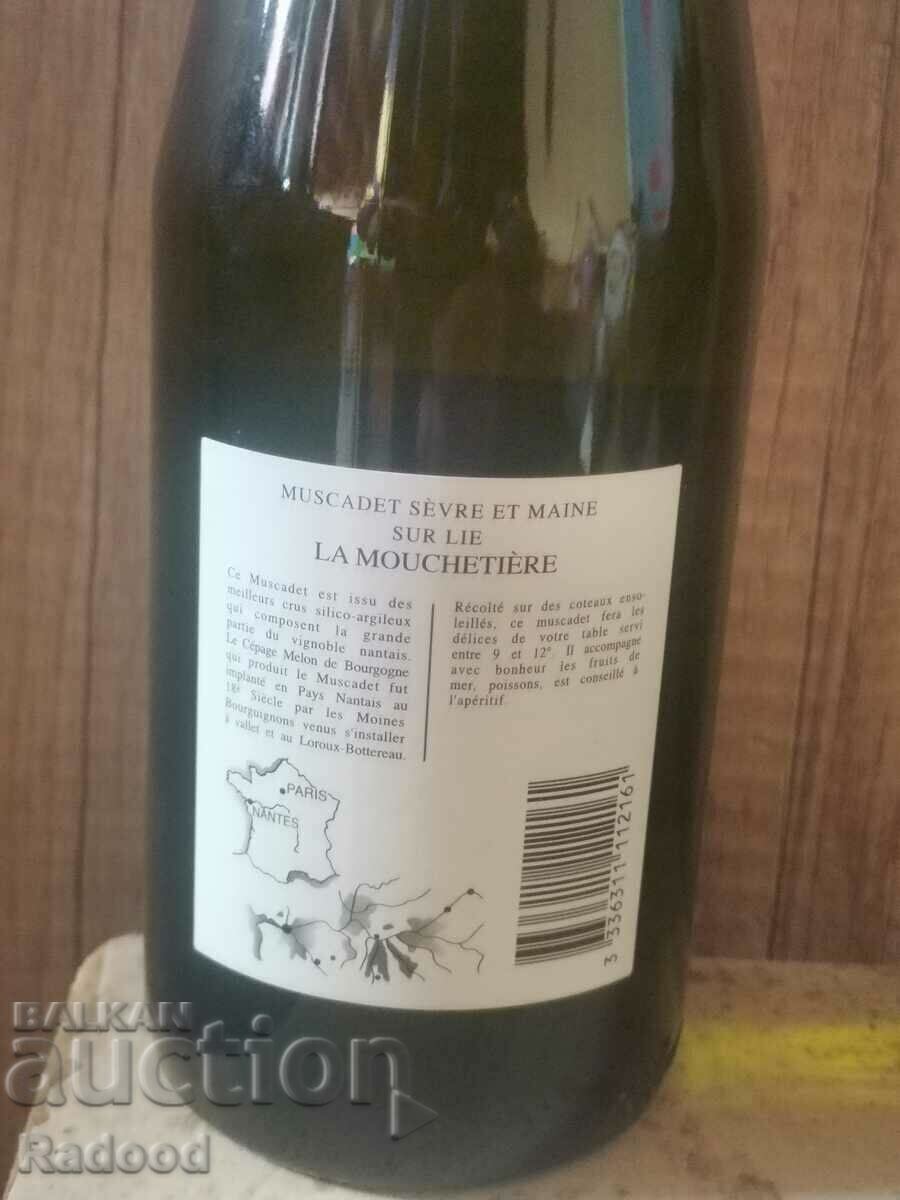 MUSCADET SÈVRE ET MAINE
SUR LIE
LA MOUCHETIÈRE
Ce Muscadet est issu des
meilleurs crus silico-argileux
qui composent la grande
partie du vignoble nantais.
Le Cépage Melon de Bourgogne
qui produit le Muscadet fut
implanté en Pays Nantais au
18e Siècle par les Moines
Bourguignons venus s'installer
à vallet et au Loroux-Bottereau.
Récolté sur des coteaux enso-
leillés, ce muscadet fera les
délices de votre table servi
entre 9 et 12°. Il accompagne
avec bonheur les fruits de
mer, poissons, est conseillé à
l'apéritif.
PARIS
NANTES
3 336311 112161
BALKAN
auction
Radood